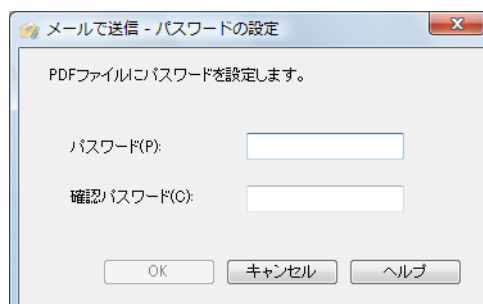 メールで送信 - パスワードの設定
PDFファイルにパスワードを設定します。
パスワード(P):
確認パスワード(C):
OK キャンセル ヘルプ